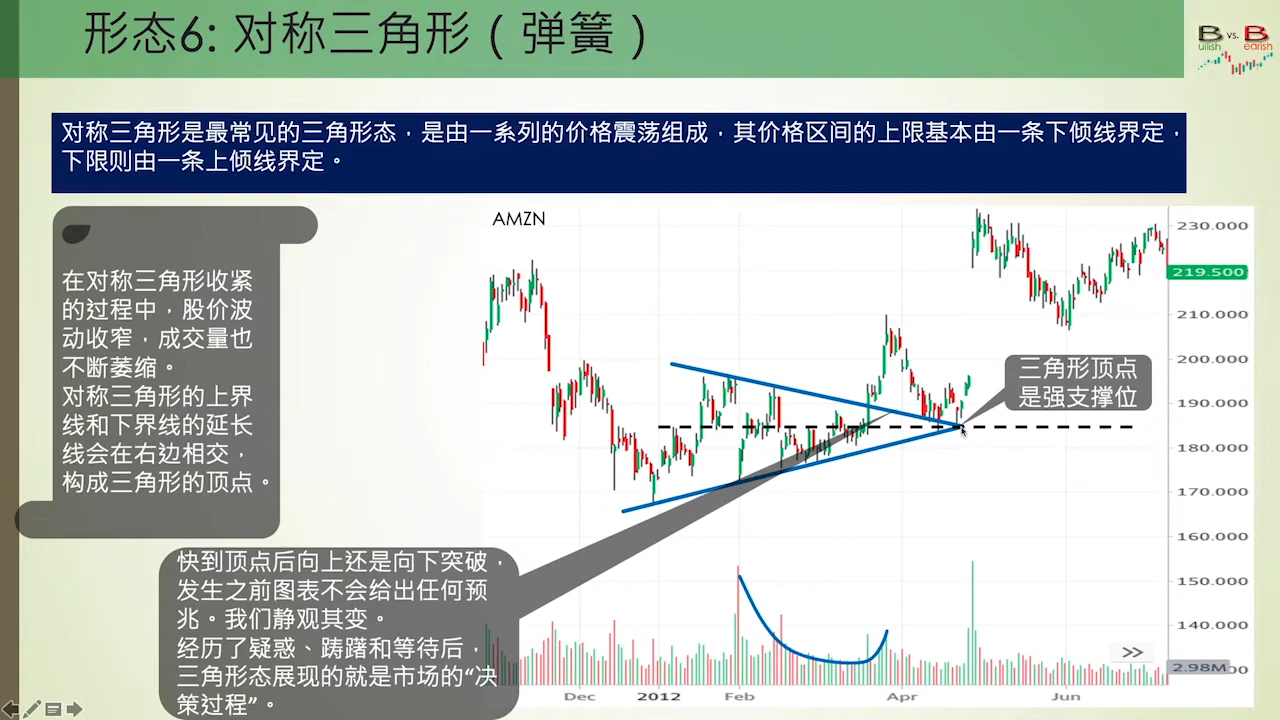 形态6: 对称三角形（弹簧）
B vs. B
ullish earish
对称三角形是最常见的三角形态，是由一系列的价格震荡组成，其价格区间的上限基本由一条下倾线界定，
下限则由一条上倾线界定。
在对称三角形收紧
的过程中，股价波
动收窄，成交量也
不断萎缩。
对称三角形的上界
线和下界线的延长
线会在右边相交，
构成三角形的顶点。
AMZN
三角形顶点
是强支撑位
快到顶点后向上还是向下突破，
发生之前图表不会给出任何预
兆。我们静观其变。
经历了疑惑、踌躇和等待后，
三角形态展现的就是市场的“决
策过程”。
230.000
219.500
210.000
200.000
190.000
180.000
170.000
160.000
150.000
140.000
>>
2.98M
Dec 2012 Feb Apr Jun